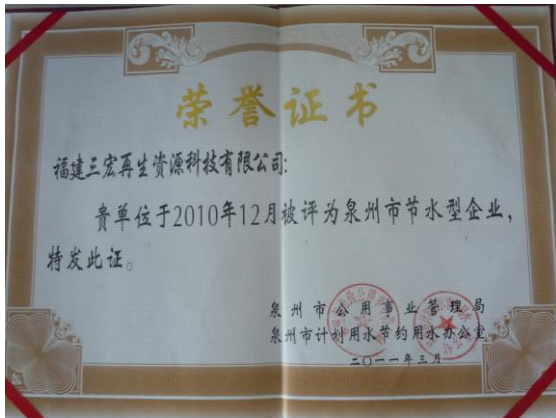 荣誉证书
福建三宏再生资源科技有限公司:
贵单位于2010年12月被评为泉州市节水型企业,
特发此证。
泉州市公用事业管理局
泉州市计划用水节约用水办公室
二〇一一年三月